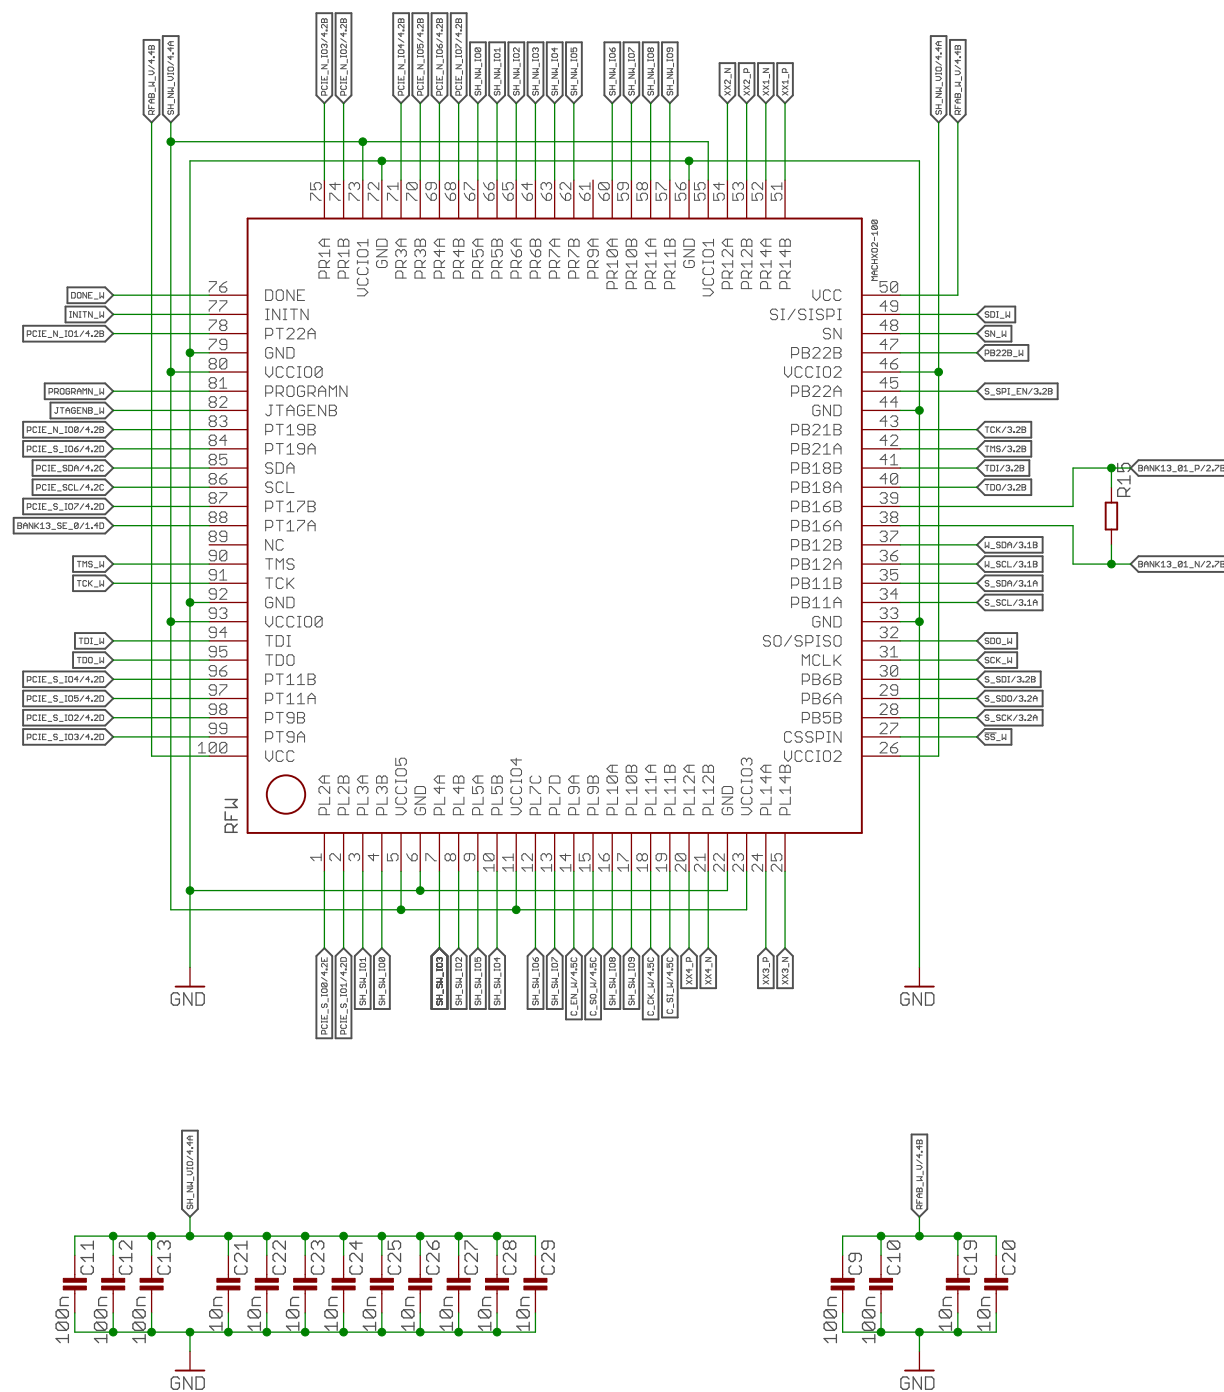 RFAB_W_V/4.4B
SH_NW_VIO/4.4A
PCIE_N_IO3/4.2B
PCIE_N_IO2/4.2B
PCIE_N_IO4/4.2B
PCIE_N_IO5/4.2B
PCIE_N_IO6/4.2B
PCIE_N_IO7/4.2B
SH_NW_IO0
SH_NW_IO1
SH_NW_IO2
SH_NW_IO3
SH_NW_IO4
SH_NW_IO5
SH_NW_IO6
SH_NW_IO7
SH_NW_IO8
SH_NW_IO9
XX2_N
XX2_P
XX1_N
XX1_P
SH_NW_VIO/4.4A
RFAB_W_V/4.4B
75 PR1A
74 PR1B
73 VCCIO1
72 GND
71 PR3A
70 PR3B
69 PR4A
68 PR4B
67 PR5A
66 PR5B
65 PR6A
64 PR6B
63 PR7A
62 PR7B
61 PR9A
60 PR10A
59 PR10B
58 PR11A
57 PR11B
56 GND
55 VCCIO1
54 PR12A
53 PR12B
52 PR14A
51 PR14B
MACHXO2-100
DONE_W 76 DONE
INITN_W 77 INITN
PCIE_N_IO1/4.2B 78 PT22A
79 GND
80 VCCIO0
PROGRAMN_W 81 PROGRAMN
JTAGENB_W 82 JTAGENB
PCIE_N_IO0/4.2B 83 PT19B
PCIE_S_IO6/4.2D 84 PT19A
PCIE_SDA/4.2C 85 SDA
PCIE_SCL/4.2C 86 SCL
PCIE_S_IO7/4.2D 87 PT17B
BANK13_SE_0/1.4D 88 PT17A
89 NC
TMS_W 90 TMS
TCK_W 91 TCK
92 GND
93 VCCIO0
TDI_W 94 TDI
TDO_W 95 TDO
PCIE_S_IO4/4.2D 96 PT11B
PCIE_S_IO5/4.2D 97 PT11A
PCIE_S_IO2/4.2D 98 PT9B
PCIE_S_IO3/4.2D 99 PT9A
100 VCC
VCC 50
SI/SISPI 49 SDI_W
SN 48 SN_W
PB22B 47 PB22B_W
VCCIO2 46
PB22A 45 S_SPI_EN/3.2B
GND 44
PB21B 43 TCK/3.2B
PB21A 42 TMS/3.2B
PB18B 41 TDI/3.2B
PB18A 40 TDO/3.2B
PB16B 39
PB16A 38
PB12B 37 W_SDA/3.1B
PB12A 36 W_SCL/3.1B
PB11B 35 S_SDA/3.1A
PB11A 34 S_SCL/3.1A
GND 33
SO/SPISO 32 SDO_W
MCLK 31 SCK_W
PB6B 30 S_SDI/3.2B
PB6A 29 S_SDO/3.2A
PB5B 28 S_SCK/3.2A
CSSPIN 27 SS_W
VCCIO2 26
BANK13_01_P/2.7B
R15
BANK13_01_N/2.7B
RFW
PL2A 1 PCIE_S_IO0/4.2E
PL2B 2 PCIE_S_IO1/4.2D
PL3A 3 SH_SW_IO1
PL3B 4 SH_SW_IO0
VCCIO5 5
GND 6
PL4A 7 SH_SW_IO3
PL4B 8 SH_SW_IO2
PL5A 9 SH_SW_IO5
PL5B 10 SH_SW_IO4
VCCIO4 11
PL7C 12 SH_SW_IO6
PL7D 13 SH_SW_IO7
PL9A 14 C_EN_W/4.5C
PL9B 15 C_SO_W/4.5C
PL10A 16 SH_SW_IO8
PL10B 17 SH_SW_IO9
PL11A 18 C_CK_W/4.5C
PL11B 19 C_SI_W/4.5C
PL12A 20 XX4_P
PL12B 21 XX4_N
GND 22
VCCIO3 23
PL14A 24 XX3_P
PL14B 25 XX3_N
GND
GND
SH_NW_VIO/4.4A
C11 100n
C12 100n
C13 100n
C21 10n
C22 10n
C23 10n
C24 10n
C25 10n
C26 10n
C27 10n
C28 10n
C29 10n
GND
RFAB_W_V/4.4B
C9 100n
C10 100n
C19 10n
C20 10n
GND